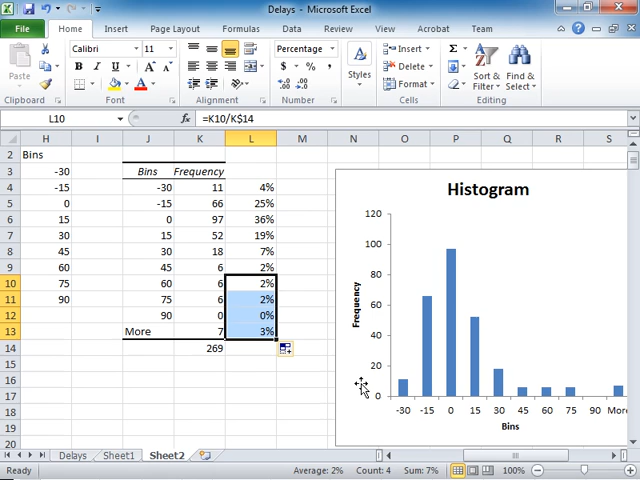 Delays - Microsoft Excel
File Home Insert Page Layout Formulas Data Review View Acrobat Team
Calibri 11 Percentage Insert Σ
Paste B I U A $ % , Styles Delete Sort & Find &
Format Filter Select
Clipboard Font Alignment Number Cells Editing
L10 fx =K10/K$14
H I J K L M N O P Q R S
2 Bins
3 -30 Bins Frequency
4 -15 -30 11 4%
5 0 -15 66 25%
6 15 0 97 36%
7 30 15 52 19%
8 45 30 18 7%
9 60 45 6 2%
10 75 60 6 2%
11 90 75 6 2%
12 90 0 0%
13 More 7 3%
14 269
15
16
17
18
19
20
Histogram
Frequency
120
100
80
60
40
20
0
-30 -15 0 15 30 45 60 75 90 More
Bins
Delays Sheet1 Sheet2
Ready Average: 2% Count: 4 Sum: 7% 100%